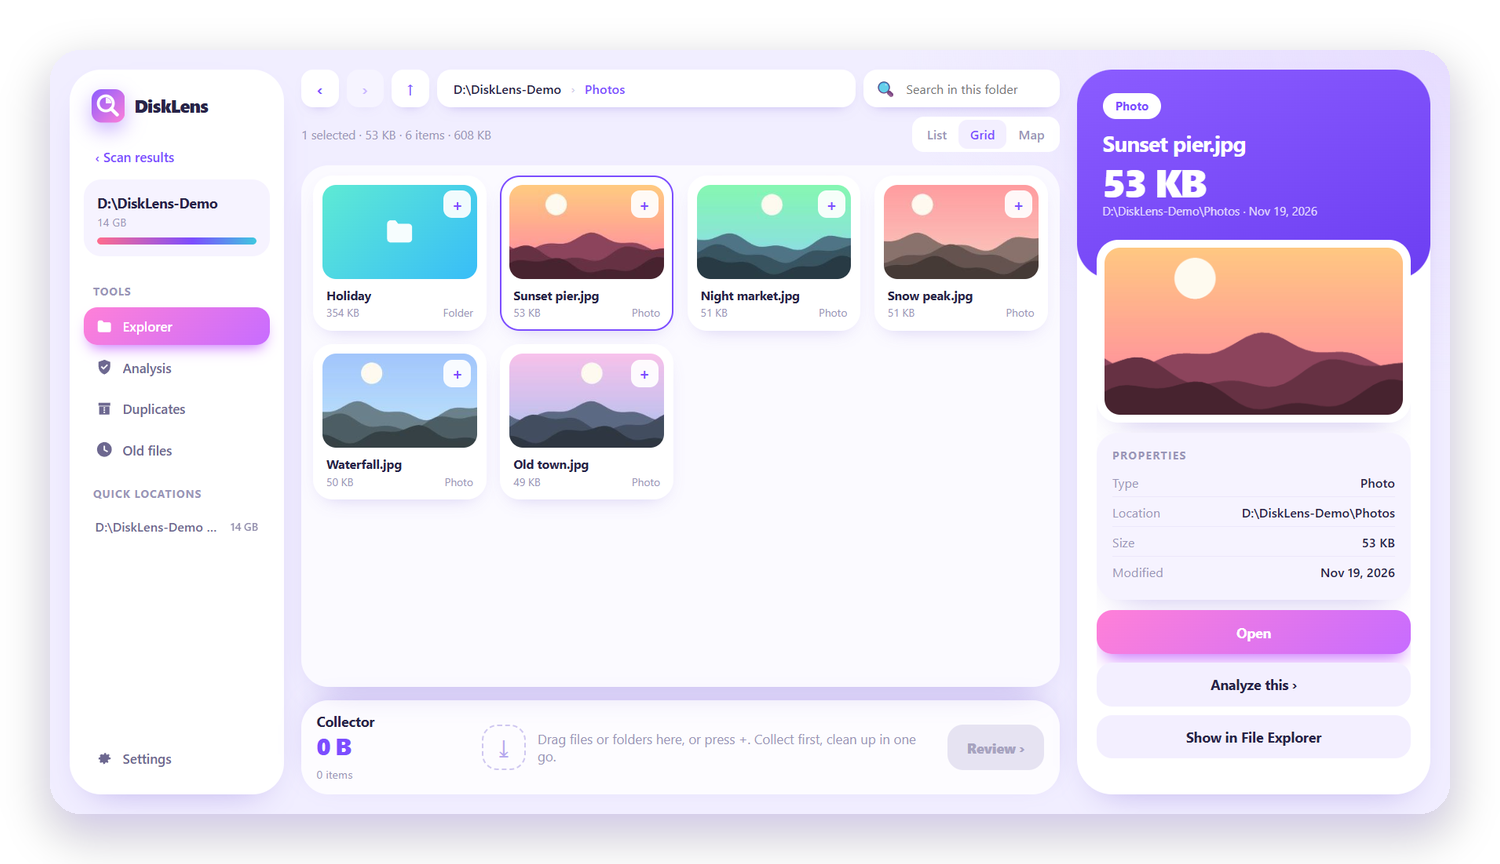 DiskLens
‹ Scan results
D:\DiskLens-Demo
14 GB
TOOLS
Explorer
Analysis
Duplicates
Old files
QUICK LOCATIONS
D:\DiskLens-Demo ... 14 GB
Settings
‹ › ↑ D:\DiskLens-Demo › Photos
Search in this folder
1 selected · 53 KB · 6 items · 608 KB
List Grid Map
+
Holiday
354 KB Folder
+
Sunset pier.jpg
53 KB Photo
+
Night market.jpg
51 KB Photo
+
Snow peak.jpg
51 KB Photo
+
Waterfall.jpg
50 KB Photo
+
Old town.jpg
49 KB Photo
Collector
0 B
0 items
Drag files or folders here, or press +. Collect first, clean up in one
go.
Review ›
Photo
Sunset pier.jpg
53 KB
D:\DiskLens-Demo\Photos · Nov 19, 2026
PROPERTIES
Type Photo
Location D:\DiskLens-Demo\Photos
Size 53 KB
Modified Nov 19, 2026
Open
Analyze this ›
Show in File Explorer